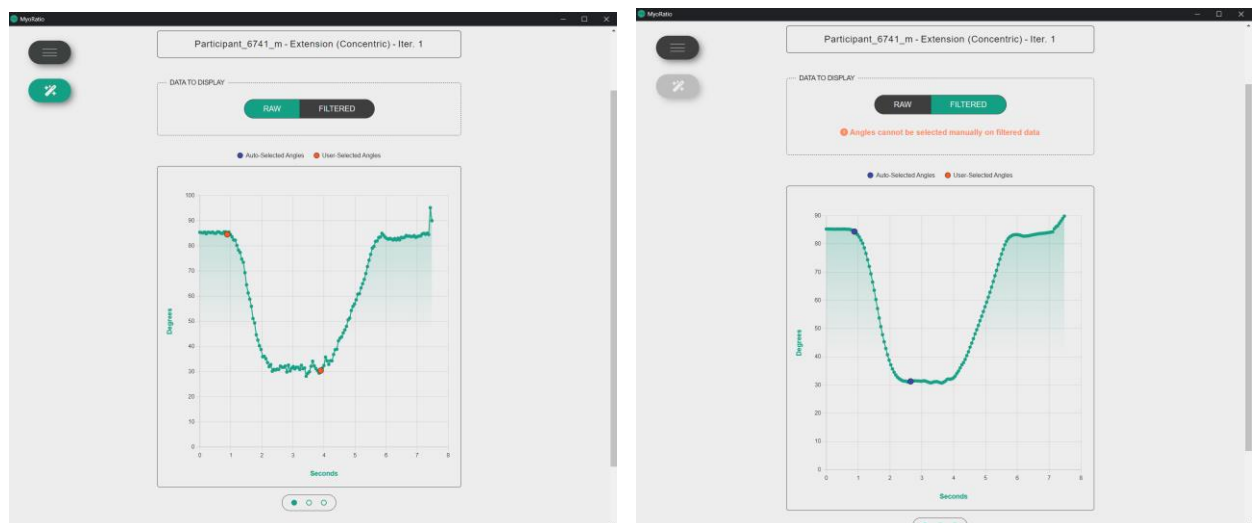 MyoRatio
Participant_6741_m - Extension (Concentric) - Iter. 1
DATA TO DISPLAY
RAW FILTERED
Auto-Selected Angles User-Selected Angles
100
90
80
70
60
50
40
30
20
10
0
Degrees
0 1 2 3 4 5 6 7 8
Seconds
MyoRatio
Participant_6741_m - Extension (Concentric) - Iter. 1
DATA TO DISPLAY
RAW FILTERED
Angles cannot be selected manually on filtered data
Auto-Selected Angles User-Selected Angles
90
80
70
60
50
40
30
20
10
0
Degrees
0 1 2 3 4 5 6 7 8
Seconds